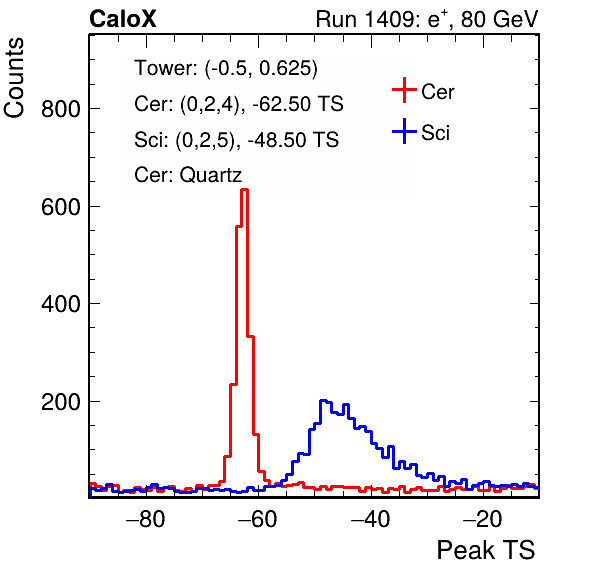 CaloX Run 1409: e⁺, 80 GeV
Counts
Tower: (-0.5, 0.625)
Cer: (0,2,4), -62.50 TS
Sci: (0,2,5), -48.50 TS
Cer: Quartz
Cer
Sci
800
600
400
200
−80 −60 −40 −20
Peak TS